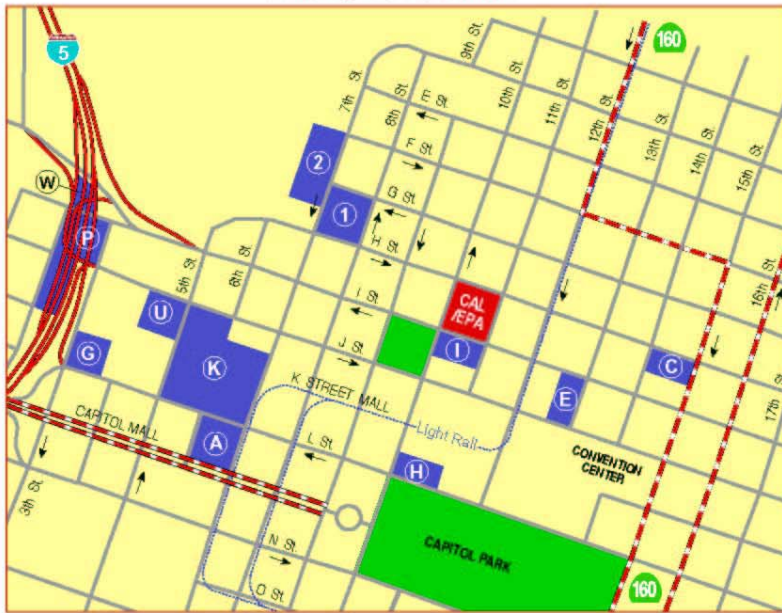 5
160
9th St.
7th St.
8th St.
E St.
10th St.
11th St.
12th St.
13th St.
14th St.
15th St.
F St.
2
W
G St.
1
P
H St.
5th St.
6th St.
I St.
CAL
/EPA
16th St.
U
J St.
I
C
G
K
K STREET MALL
E
17th St.
CAPITOL MALL
A
L St.
Light Rail
H
CONVENTION
CENTER
3th St.
N St.
CAPITOL PARK
O St.
160